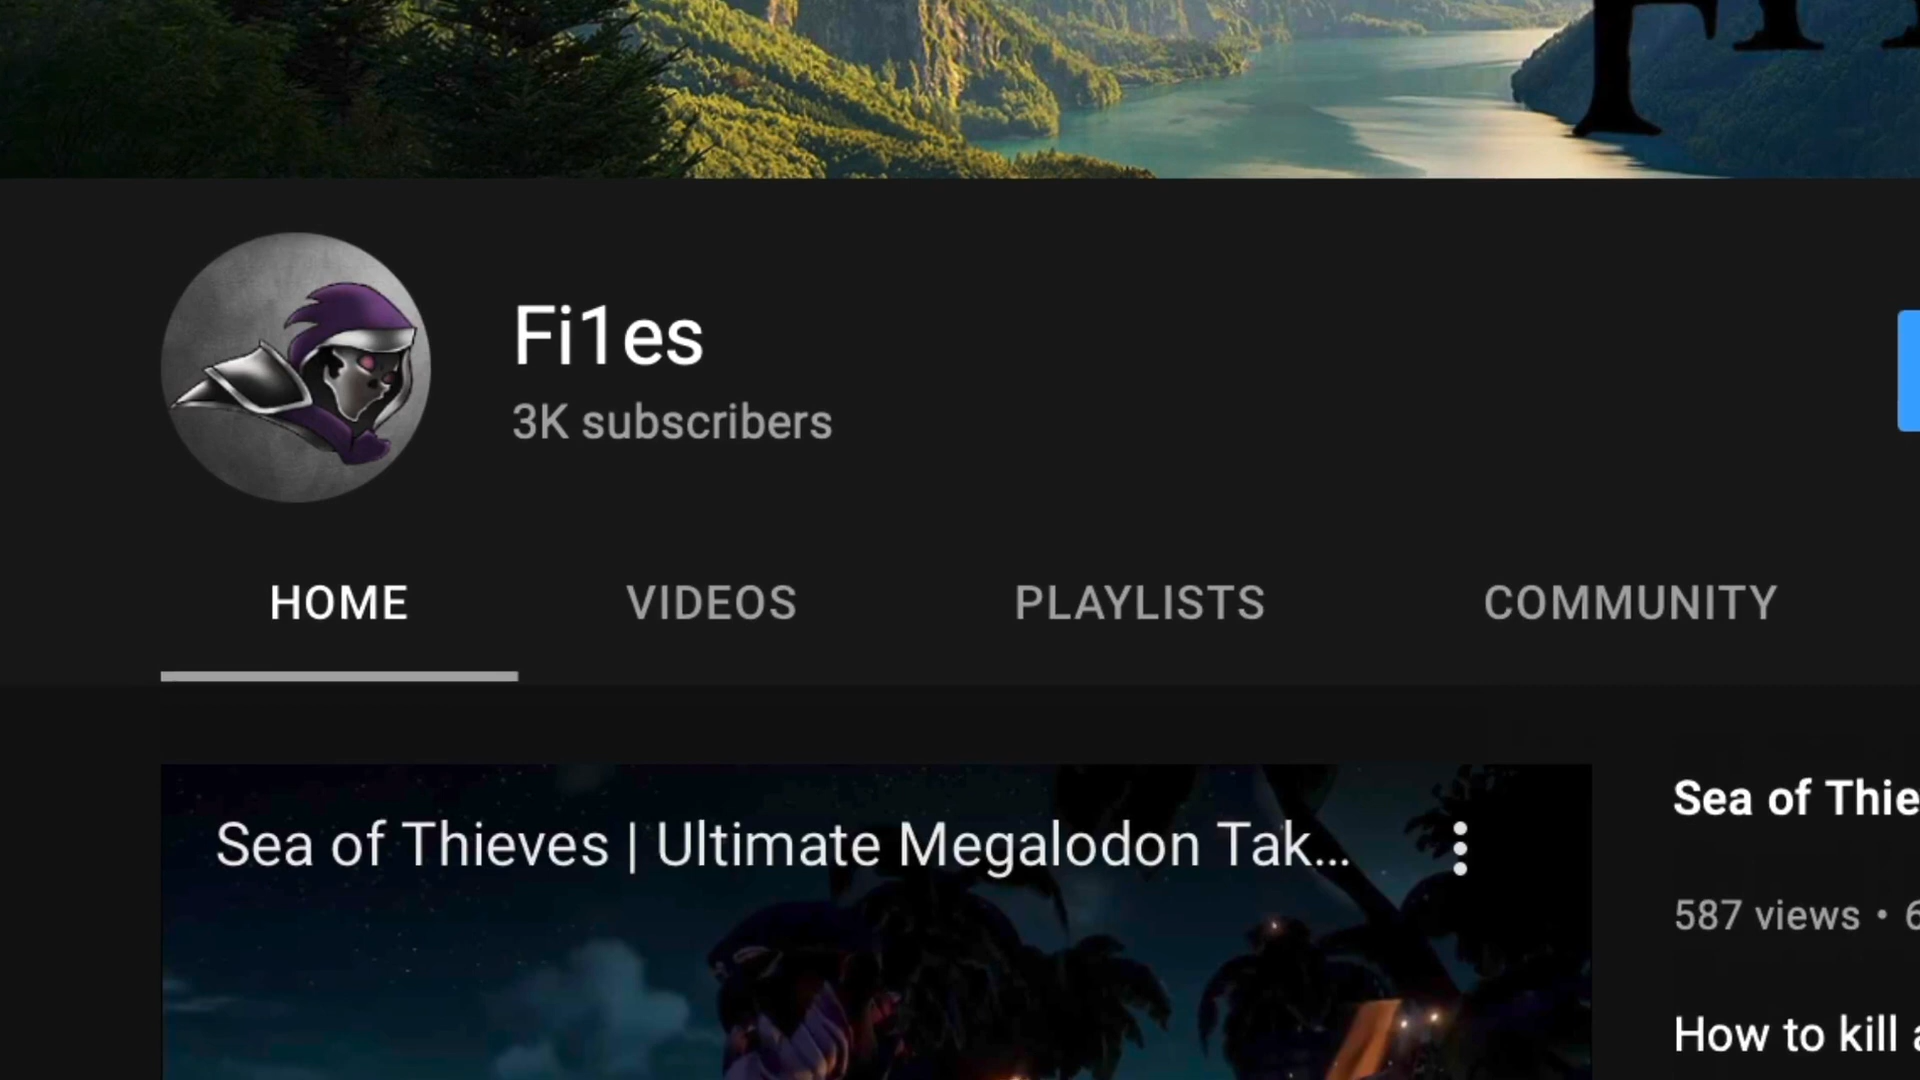 Fi1es
3K subscribers
HOME VIDEOS PLAYLISTS COMMUNITY
Sea of Thieves | Ultimate Megalodon Tak...
Sea of Thie
587 views • 6
How to kill a